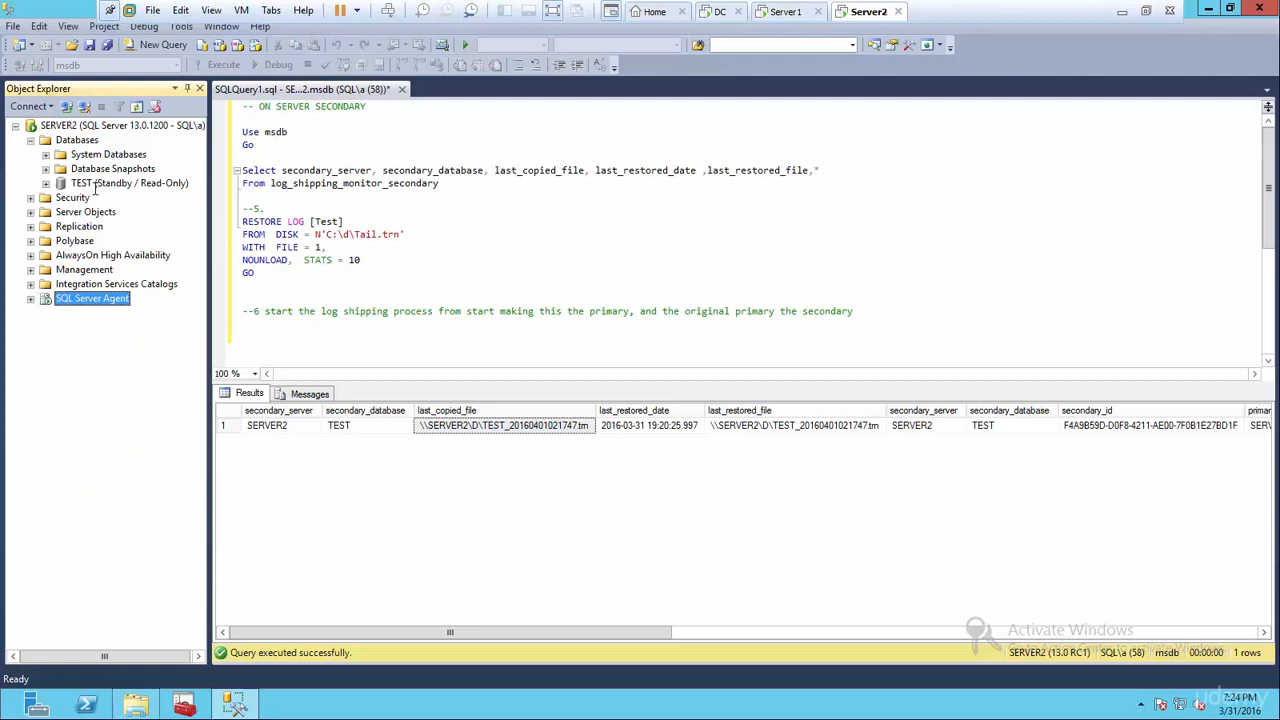 File Edit View VM Tabs Help
Home DC Server1 Server2
File Edit View Project Debug Tools Window Help
New Query
msdb Execute Debug
Object Explorer
SQLQuery1.sql - SE...2.msdb (SQL\a (58))*
Connect
SERVER2 (SQL Server 13.0.1200 - SQL\a)
Databases
System Databases
Database Snapshots
TEST (Standby / Read-Only)
Security
Server Objects
Replication
Polybase
AlwaysOn High Availability
Management
Integration Services Catalogs
SQL Server Agent
-- ON SERVER SECONDARY
Use msdb
Go
Select secondary_server, secondary_database, last_copied_file, last_restored_date ,last_restored_file,*
From log_shipping_monitor_secondary
--5.
RESTORE LOG [Test]
FROM DISK = N'C:\d\Tail.trn'
WITH FILE = 1,
NOUNLOAD, STATS = 10
GO
--6 start the log shipping process from start making this the primary, and the original primary the secondary
100 %
Results Messages
secondary_server secondary_database last_copied_file last_restored_date last_restored_file secondary_server secondary_database secondary_id primar
1 SERVER2 TEST \\SERVER2\D\TEST_20160401021747.trn 2016-03-31 19:20:25.997 \\SERVER2\D\TEST_20160401021747.trn SERVER2 TEST F4A9B59D-D0F8-4211-AE00-7F0B1E27BD1F SERV
Activate Windows
Query executed successfully.
SERVER2 (13.0 RC1) SQL\a (58) msdb 00:00:00 1 rows
Ready
7:24 PM
3/31/2016
udemy